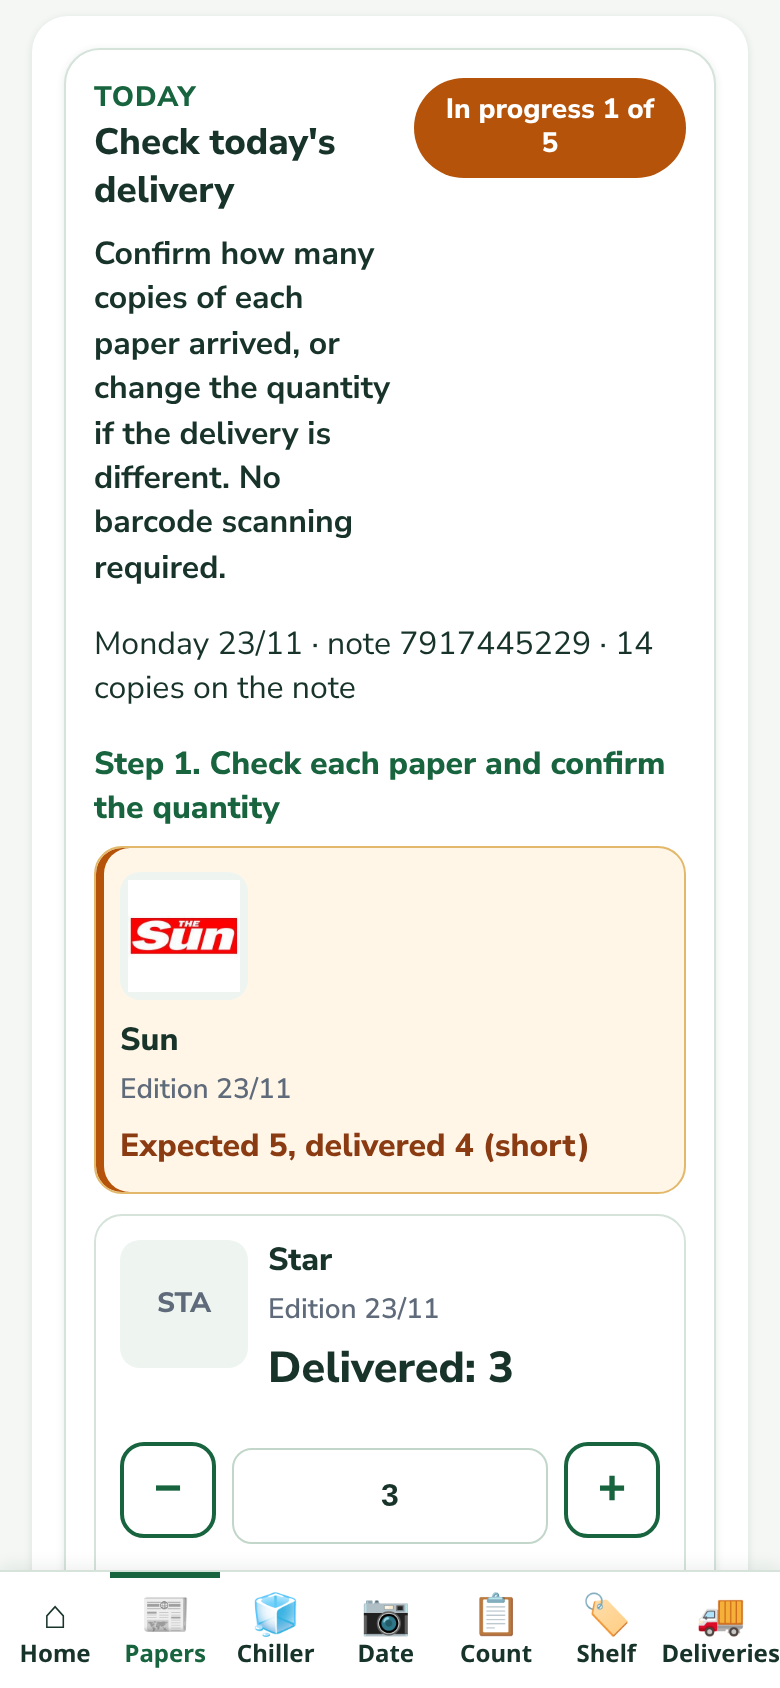 TODAY
Check today's
delivery
In progress 1 of
5
Confirm how many
copies of each
paper arrived, or
change the quantity
if the delivery is
different. No
barcode scanning
required.
Monday 23/11 · note 7917445229 · 14
copies on the note
Step 1. Check each paper and confirm
the quantity
THE
Sun
Sun
Edition 23/11
Expected 5, delivered 4 (short)
STA
Star
Edition 23/11
Delivered: 3
−
3
+
Home
Papers
Chiller
Date
Count
Shelf
Deliveries